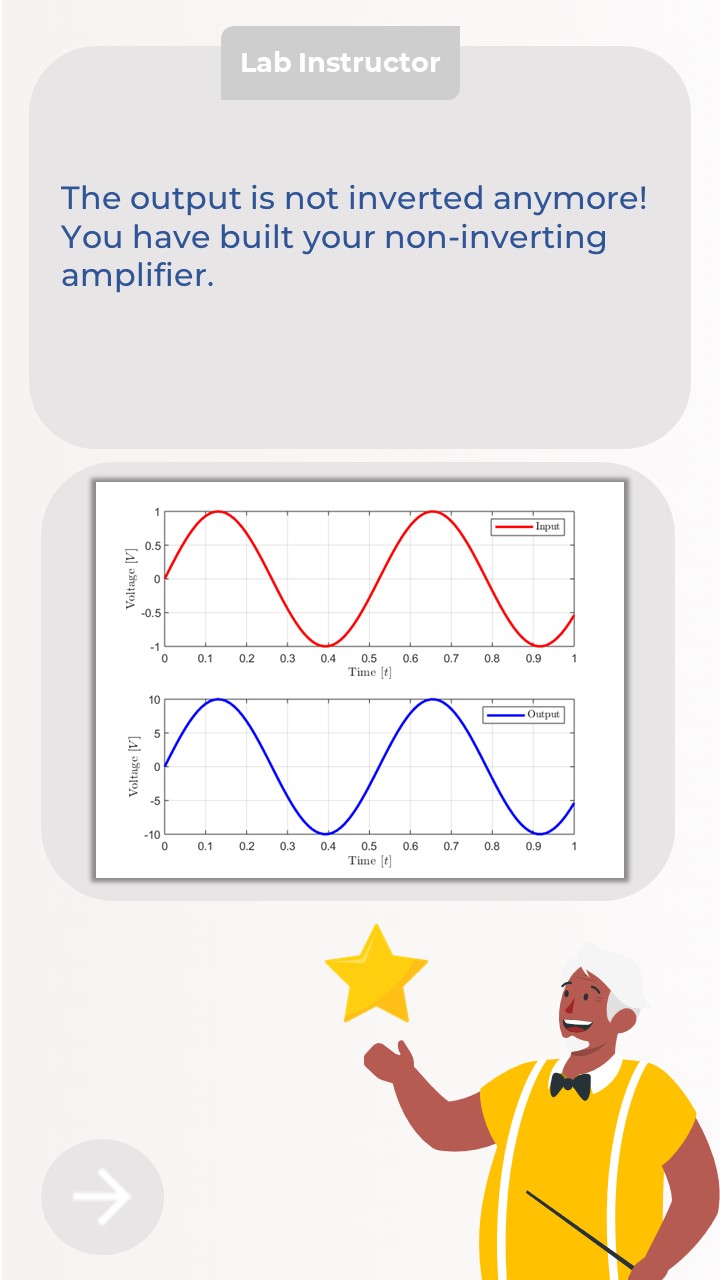 Lab Instructor
The output is not inverted anymore!
You have built your non-inverting
amplifier.
1
0.5
0
-0.5
-1
Voltage [V]
Input
0 0.1 0.2 0.3 0.4 0.5 0.6 0.7 0.8 0.9 1
Time [t]
10
5
0
-5
-10
Voltage [V]
Output
0 0.1 0.2 0.3 0.4 0.5 0.6 0.7 0.8 0.9 1
Time [t]